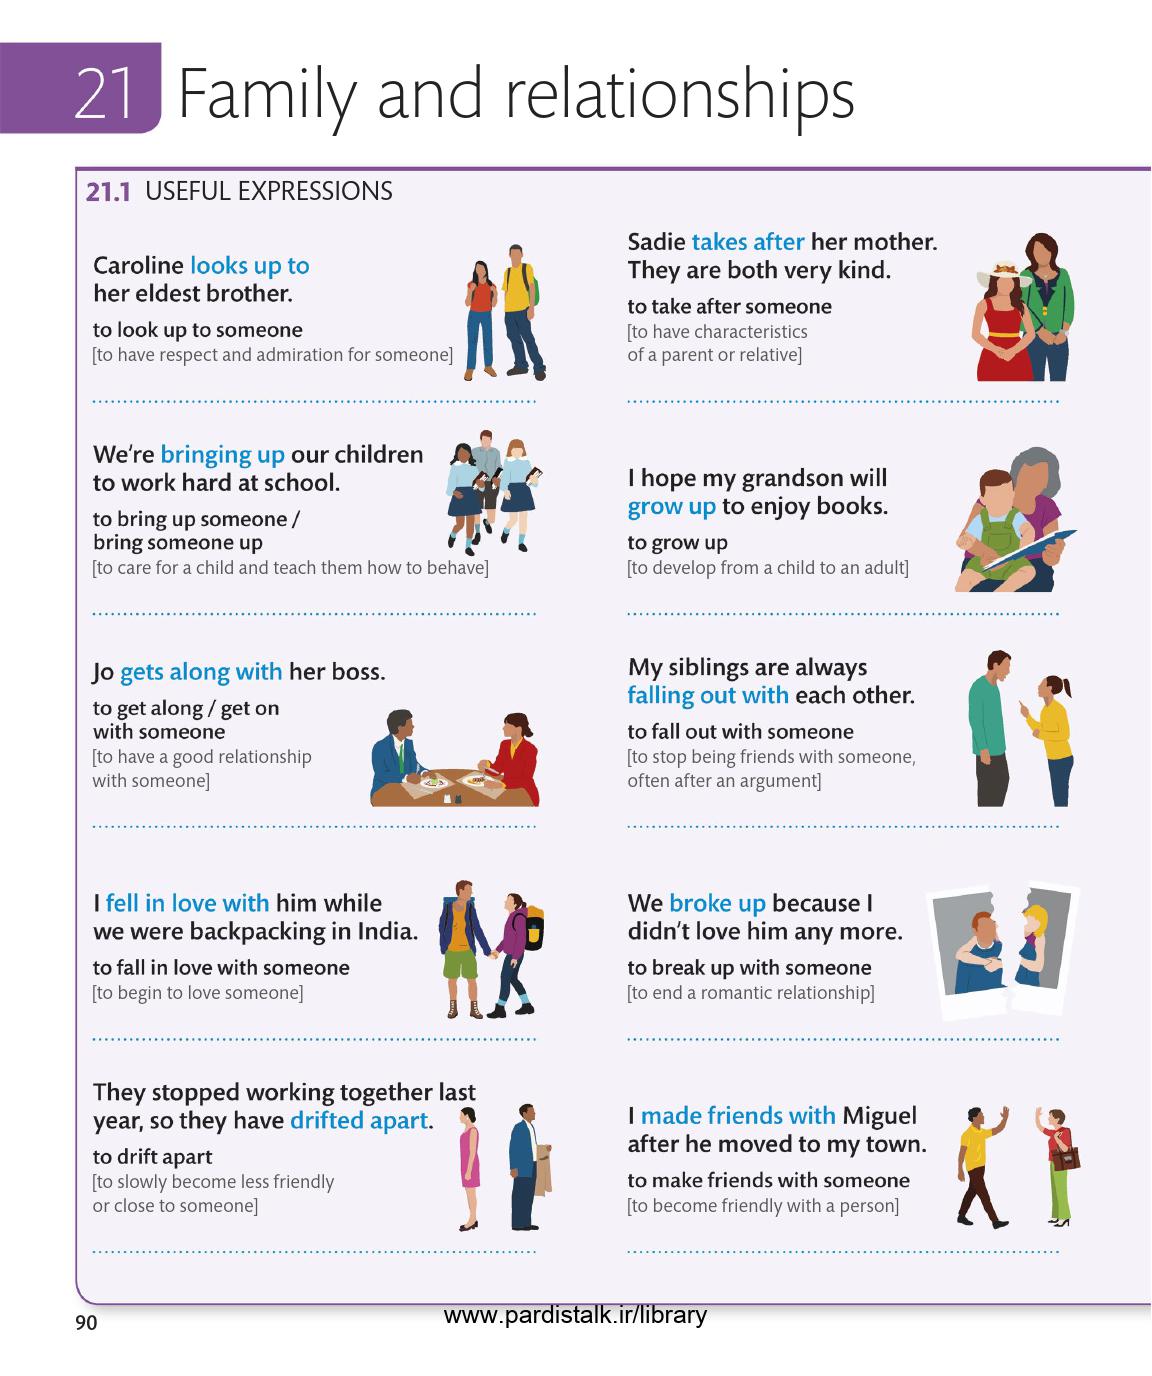 21 Family and relationships
21.1 USEFUL EXPRESSIONS
Caroline looks up to
her eldest brother.
to look up to someone
[to have respect and admiration for someone]
Sadie takes after her mother.
They are both very kind.
to take after someone
[to have characteristics
of a parent or relative]
We're bringing up our children
to work hard at school.
to bring up someone /
bring someone up
[to care for a child and teach them how to behave]
I hope my grandson will
grow up to enjoy books.
to grow up
[to develop from a child to an adult]
Jo gets along with her boss.
to get along / get on
with someone
[to have a good relationship
with someone]
My siblings are always
falling out with each other.
to fall out with someone
[to stop being friends with someone,
often after an argument]
I fell in love with him while
we were backpacking in India.
to fall in love with someone
[to begin to love someone]
We broke up because I
didn't love him any more.
to break up with someone
[to end a romantic relationship]
They stopped working together last
year, so they have drifted apart.
to drift apart
[to slowly become less friendly
or close to someone]
I made friends with Miguel
after he moved to my town.
to make friends with someone
[to become friendly with a person]
90
www.pardistalk.ir/library